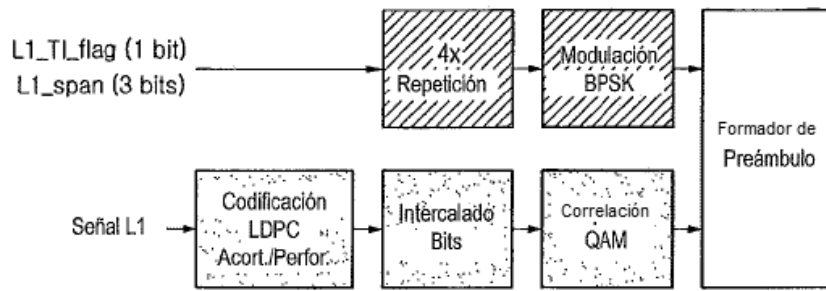 L1_TI_flag (1 bit)
L1_span (3 bits)
4x
Repetición
Modulación
BPSK
Formador de
Preámbulo
Señal L1
Codificación
LDPC
Acort./Perfor.
Intercalado
Bits
Correlación
QAM